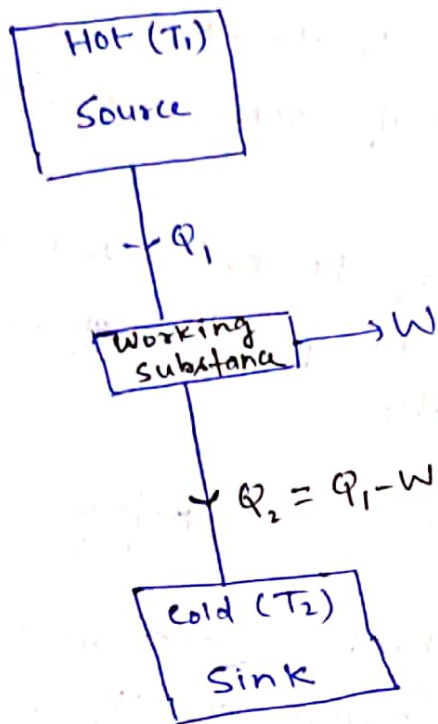 Hot (T₁)
Source
Q₁
Working
substance
W
Q₂ = Q₁ - W
Cold (T₂)
Sink